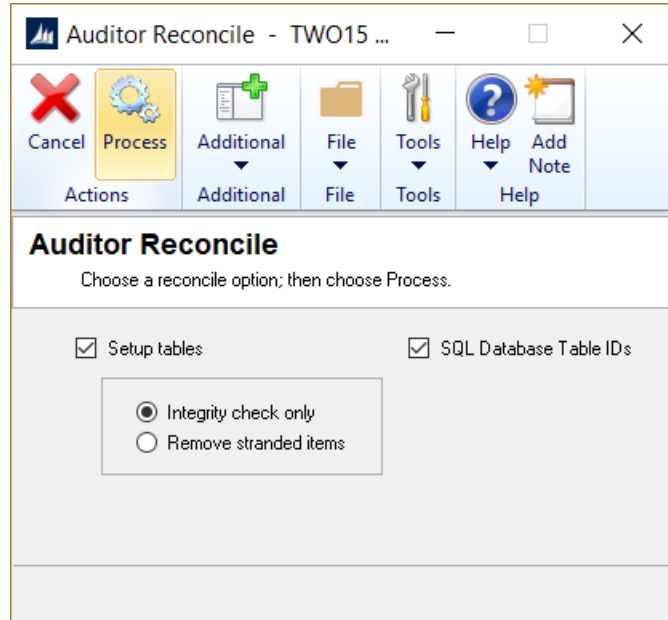 Auditor Reconcile - TWO15 ...
Cancel Process Additional File Tools Help Add Note
Actions Additional File Tools Help
Auditor Reconcile
Choose a reconcile option; then choose Process.
Setup tables
SQL Database Table IDs
Integrity check only
Remove stranded items